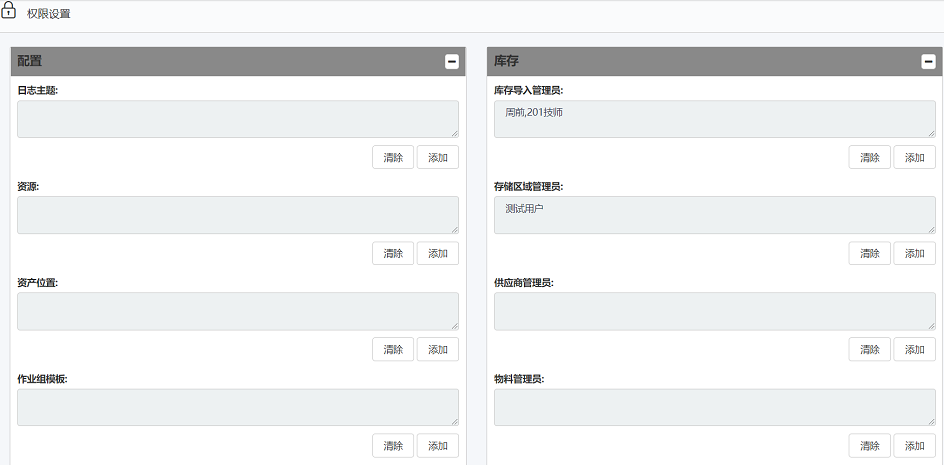 权限设置
配置
日志主题:
清除 添加
资源:
清除 添加
资产位置:
清除 添加
作业组模板:
清除 添加
库存
库存导入管理员:
周前,201技师
清除 添加
存储区域管理员:
测试用户
清除 添加
供应商管理员:
清除 添加
物料管理员:
清除 添加